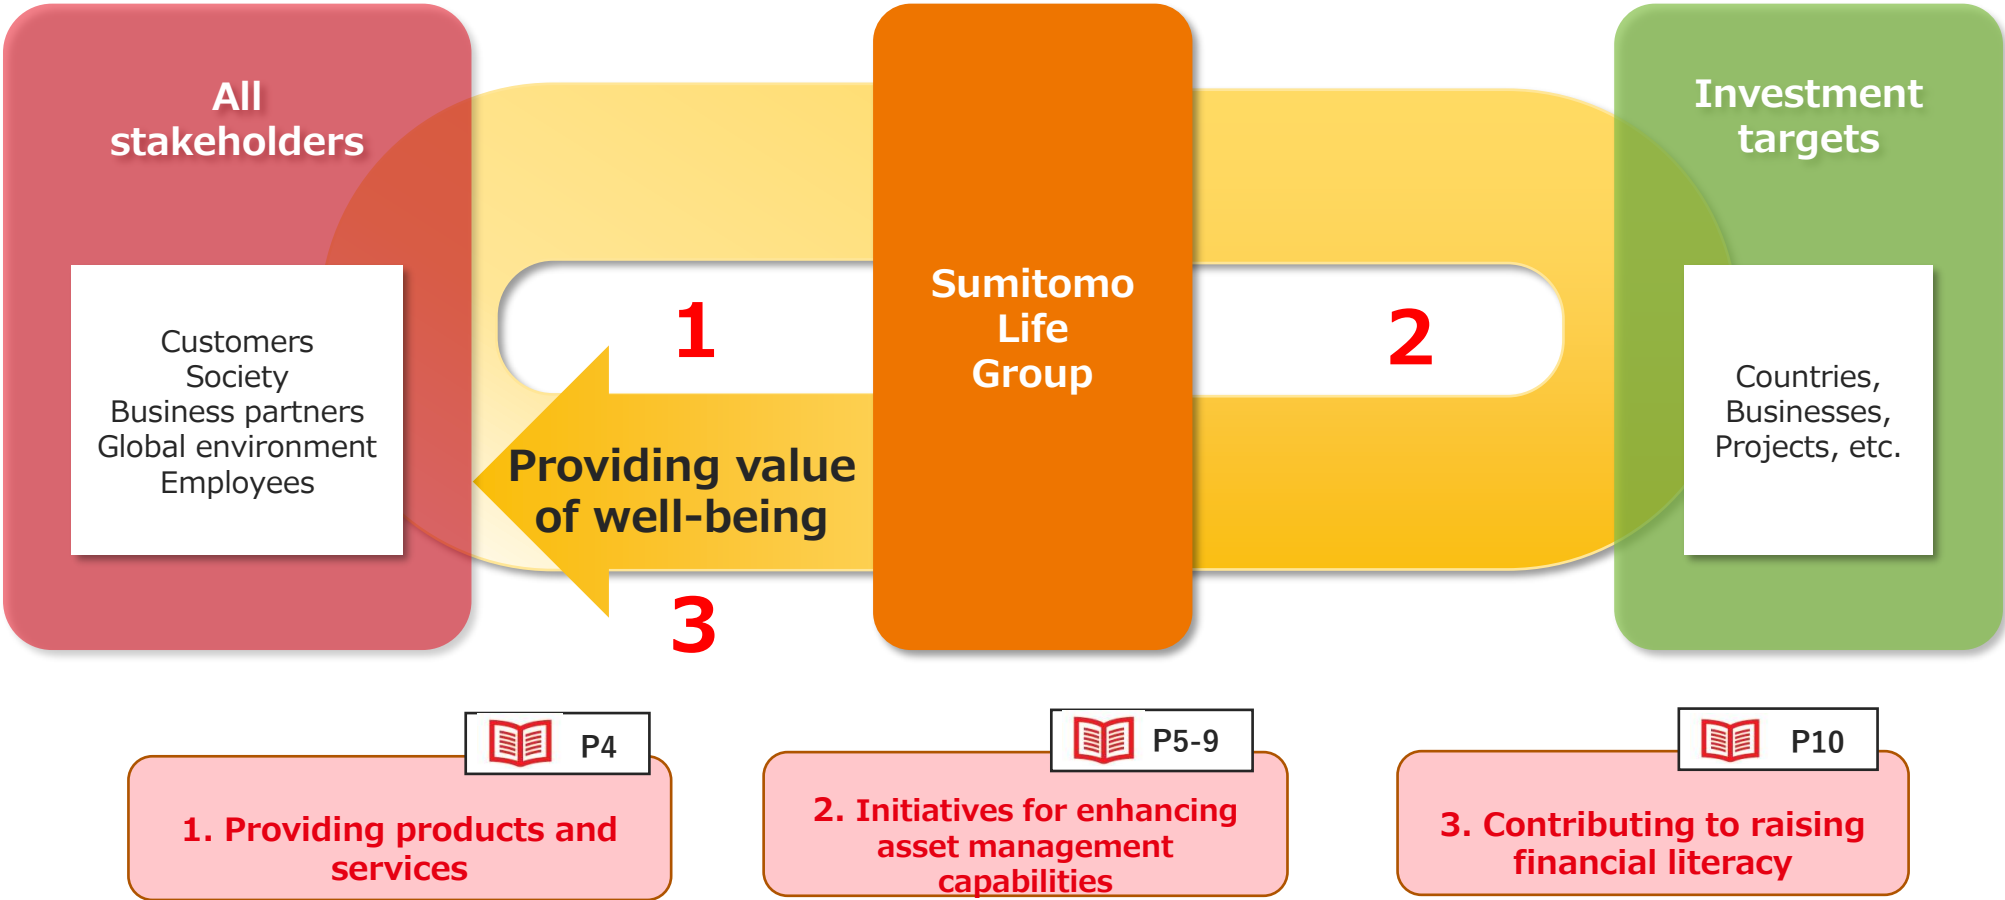 All
stakeholders
Customers
Society
Business partners
Global environment
Employees
1
Providing value
of well-being
3
Sumitomo
Life
Group
2
Investment
targets
Countries,
Businesses,
Projects, etc.
P4
1. Providing products and
services
P5-9
2. Initiatives for enhancing
asset management
capabilities
P10
3. Contributing to raising
financial literacy